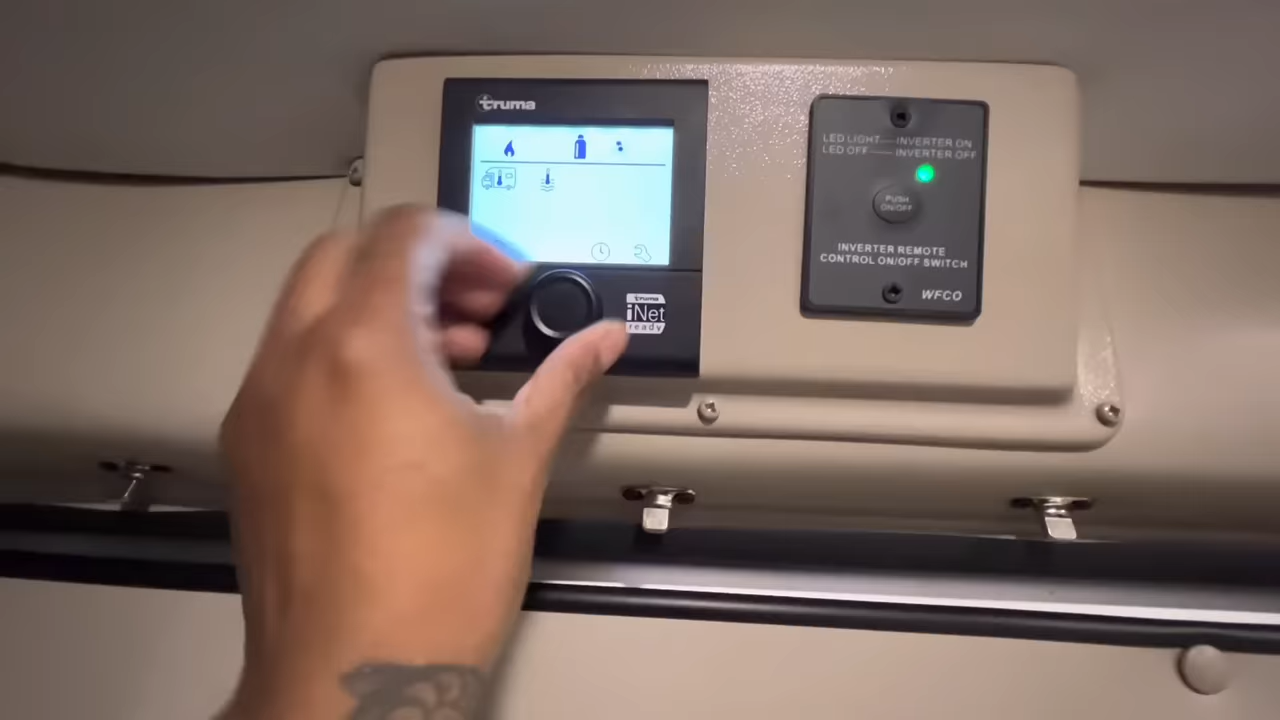 truma
LED LIGHT — INVERTER ON
LED OFF — INVERTER OFF
PUSH
ON/OFF
INVERTER REMOTE
CONTROL ON/OFF SWITCH
WFCO
truma
iNet
ready